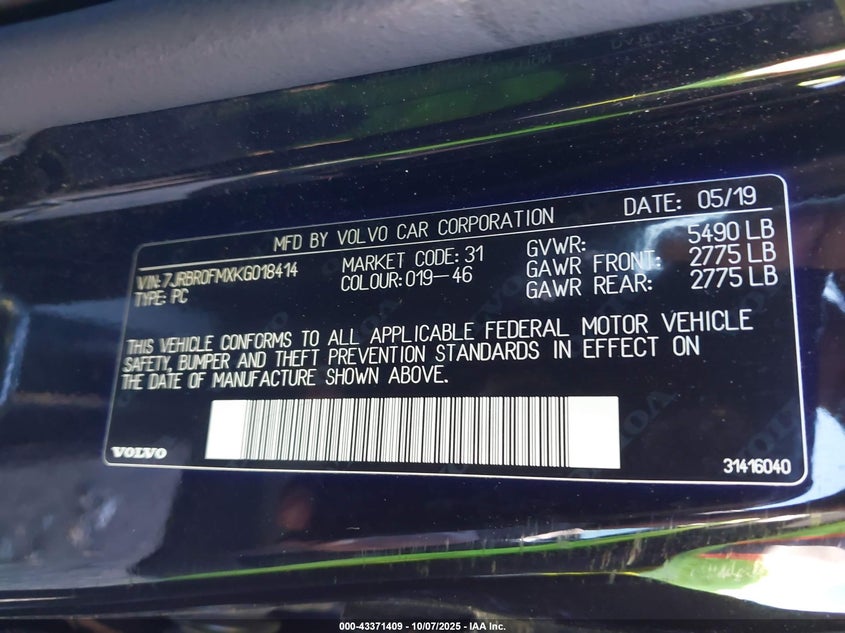 MFD BY VOLVO CAR CORPORATION DATE: 05/19
VIN: 7JRBR0FMXKG018414 MARKET CODE: 31 GVWR: 5490 LB
TYPE: PC COLOUR: 019-46 GAWR FRONT: 2775 LB
GAWR REAR: 2775 LB
THIS VEHICLE CONFORMS TO ALL APPLICABLE FEDERAL MOTOR VEHICLE
SAFETY, BUMPER AND THEFT PREVENTION STANDARDS IN EFFECT ON
THE DATE OF MANUFACTURE SHOWN ABOVE.
VOLVO 31416040
000-43371409 | 10/07/2025 - IAA Inc.